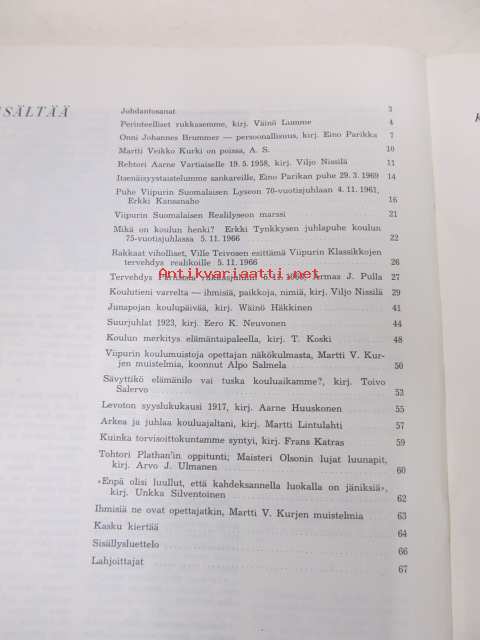 SÄLTÄÄ
Johdantosanat 3
Perinteelliset rukkasemme, kirj. Väinö Lumme 4
Onni Johannes Brummer — persoonallisuus, kirj. Eino Parikka 7
Martti Veikko Kurki on poissa, A. S. 10
Rehtori Aarne Vartiaiselle 19. 5. 1958, kirj. Viljo Nissilä 11
Itsenäisyystaistelumme sankareille, Eino Parikan puhe 29. 3. 1969 14
Puhe Viipurin Suomalaisen Lyseon 70-vuotisjuhlaan 4. 11. 1961,
Erkki Kansanaho 16
Viipurin Suomalaisen Realilyseon marssi 21
Mikä on koulun henki? Erkki Tynkkysen juhlapuhe koulun
75-vuotisjuhlassa 5. 11. 1966 22
Rakkaat viholliset, Ville Teivosen esittämä Viipurin Klassikkojen
tervehdys realikoille 5. 11. 1966 26
Antikvariaatti.net
Tervehdys Armas J. Pulla 27
Koulutieni varrelta — ihmisiä, paikkoja, nimiä, kirj. Viljo Nissilä 29
Junapojan koulupäivää, kirj. Wäinö Häkkinen 41
Suurjuhlat 1923, kirj. Eero K. Neuvonen 44
Koulun merkitys elämäntaipaleella, kirj. T. Koski 48
Viipurin koulumuistoja opettajan näkökulmasta, Martti V. Kur-
jen muistelmia, koonnut Alpo Salmela 50
Sävyttikö elämänilo vai tuska kouluaikamme?, kirj. Toivo
Salervo 52
Levoton syyslukukausi 1917, kirj. Aarne Huuskonen 55
Arkea ja juhlaa kouluajaltani, kirj. Martti Lintulahti 57
Kuinka torvisoittokuntamme syntyi, kirj. Frans Katras 59
Tohtori Plathan'in oppitunti; Maisteri Olsonin lujat luunapit,
kirj. Arvo J. Ulmanen 60
»Enpä olisi luullut, että kahdeksannella luokalla on jäniksiä»,
kirj. Unkka Silventoinen 62
Ihmisiä ne ovat opettajatkin, Martti V. Kurjen muistelmia 63
Kasku kiertää 64
Sisällysluettelo 66
Lahjoittajat 67